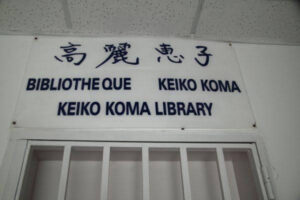 高麗恵子
BIBLIOTHEQUE KEIKO KOMA
KEIKO KOMA LIBRARY